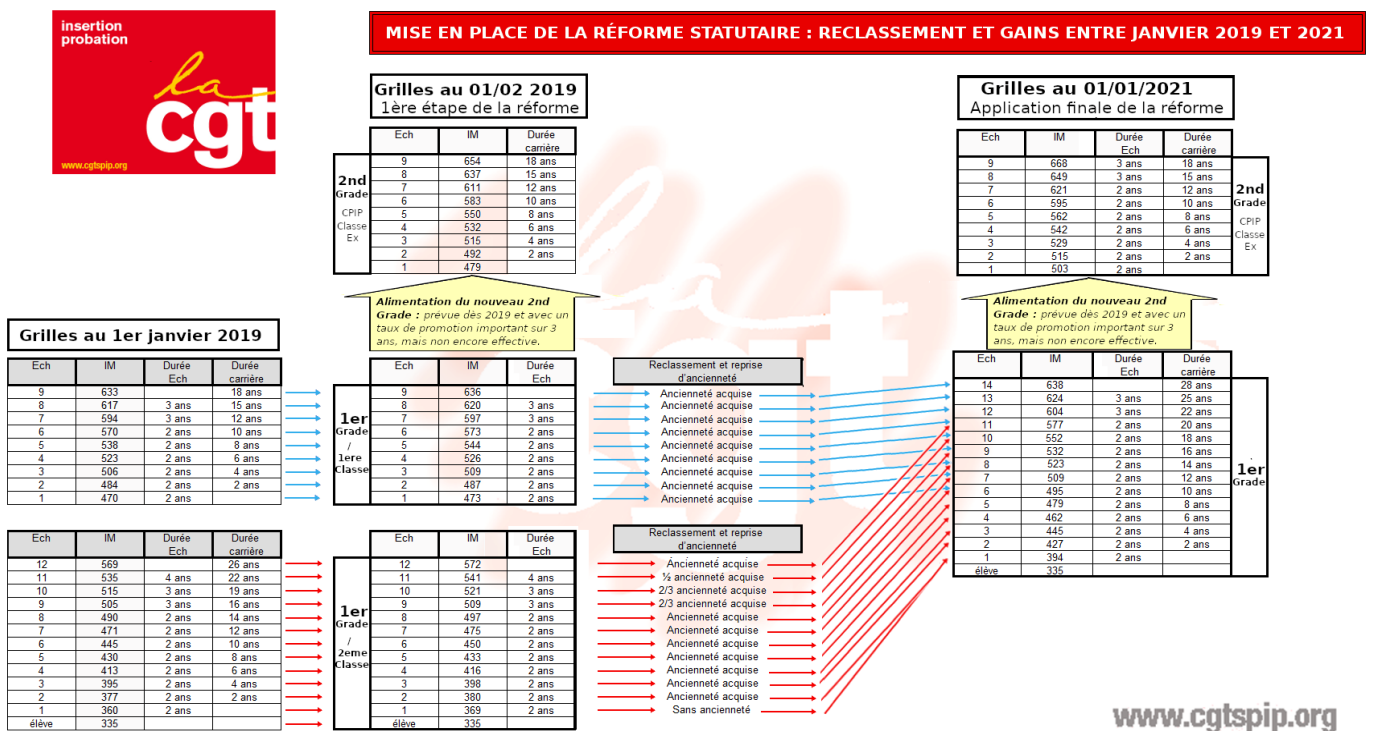 insertion
probation
la
cgt
www.cgtspip.org
MISE EN PLACE DE LA RÉFORME STATUTAIRE : RECLASSEMENT ET GAINS ENTRE JANVIER 2019 ET 2021
Grilles au 01/02 2019
1ère étape de la réforme
Ech IM Durée
carrière
9 654 18 ans
8 637 15 ans
7 611 12 ans
6 583 10 ans
5 550 8 ans
4 532 6 ans
3 515 4 ans
2 492 2 ans
1 479
2nd
Grade
CPIP
Classe
Ex
Alimentation du nouveau 2nd
Grade : prévue dès 2019 et avec un
taux de promotion important sur 3
ans, mais non encore effective.
Grilles au 01/01/2021
Application finale de la réforme
Ech IM Durée Durée
Ech carrière
9 668 3 ans 18 ans
8 649 3 ans 15 ans
7 621 2 ans 12 ans
6 595 2 ans 10 ans
5 562 2 ans 8 ans
4 542 2 ans 6 ans
3 529 2 ans 4 ans
2 515 2 ans 2 ans
1 503 2 ans
2nd
Grade
CPIP
Classe
Ex
Alimentation du nouveau 2nd
Grade : prévue dès 2019 et avec un
taux de promotion important sur 3
ans, mais non encore effective.
Grilles au 1er janvier 2019
Ech IM Durée Durée
Ech carrière
9 633 18 ans
8 617 3 ans 15 ans
7 594 3 ans 12 ans
6 570 2 ans 10 ans
5 538 2 ans 8 ans
4 523 2 ans 6 ans
3 506 2 ans 4 ans
2 484 2 ans 2 ans
1 470 2 ans
1er
Grade
/
1ere
Classe
Ech IM Durée
Ech
9 636
8 620 3 ans
7 597 3 ans
6 573 2 ans
5 544 2 ans
4 526 2 ans
3 509 2 ans
2 487 2 ans
1 473 2 ans
Reclassement et reprise
d'ancienneté
Ancienneté acquise
Ancienneté acquise
Ancienneté acquise
Ancienneté acquise
Ancienneté acquise
Ancienneté acquise
Ancienneté acquise
Ancienneté acquise
Ancienneté acquise
Ech IM Durée Durée
Ech carrière
14 638 28 ans
13 624 3 ans 25 ans
12 604 3 ans 22 ans
11 577 2 ans 20 ans
10 552 2 ans 18 ans
9 532 2 ans 16 ans
8 523 2 ans 14 ans
7 509 2 ans 12 ans
6 495 2 ans 10 ans
5 479 2 ans 8 ans
4 462 2 ans 6 ans
3 445 2 ans 4 ans
2 427 2 ans 2 ans
1 394 2 ans
élève 335
1er
Grade
Ech IM Durée Durée
Ech carrière
12 569 26 ans
11 535 4 ans 22 ans
10 515 3 ans 19 ans
9 505 3 ans 16 ans
8 490 2 ans 14 ans
7 471 2 ans 12 ans
6 445 2 ans 10 ans
5 430 2 ans 8 ans
4 413 2 ans 6 ans
3 395 2 ans 4 ans
2 377 2 ans 2 ans
1 360 2 ans
élève 335
1er
Grade
/
2eme
Classe
Ech IM Durée
Ech
12 572
11 541 4 ans
10 521 3 ans
9 509 3 ans
8 497 2 ans
7 475 2 ans
6 450 2 ans
5 433 2 ans
4 416 2 ans
3 398 2 ans
2 380 2 ans
1 369 2 ans
élève 335
Reclassement et reprise
d'ancienneté
Ancienneté acquise
½ ancienneté acquise
2/3 ancienneté acquise
2/3 ancienneté acquise
Ancienneté acquise
Ancienneté acquise
Ancienneté acquise
Ancienneté acquise
Ancienneté acquise
Ancienneté acquise
Ancienneté acquise
Sans ancienneté
www.cgtspip.org